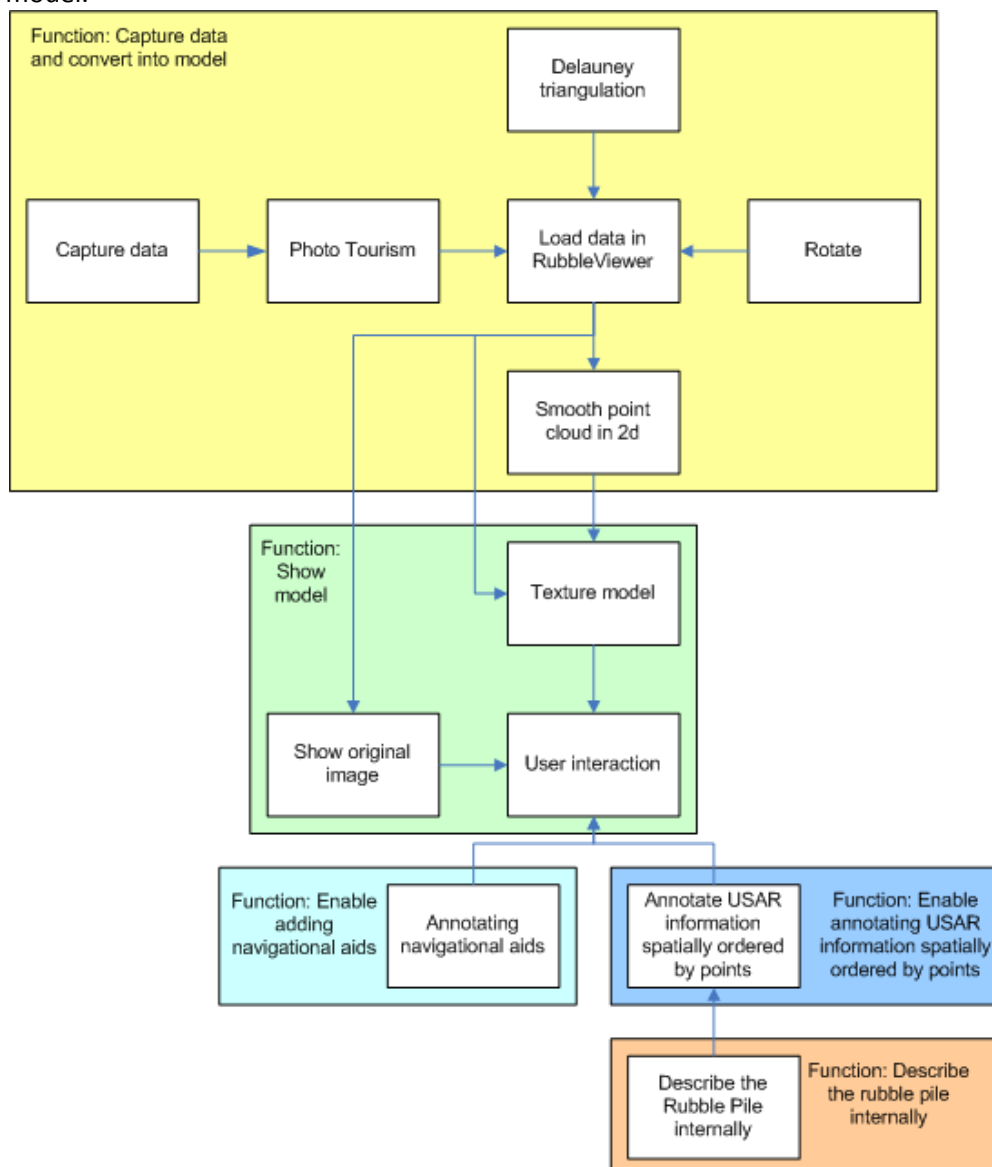 model.
Function: Capture data
and convert into model
Delauney
triangulation
Capture data
Photo Tourism
Load data in
RubbleViewer
Rotate
Smooth point
cloud in 2d
Function:
Show
model
Texture model
Show original
image
User interaction
Function: Enable
adding
navigational aids
Annotating
navigational aids
Annotate USAR
information
spatially ordered
by points
Function: Enable
annotating USAR
information spatially
ordered by points
Describe the
Rubble Pile
internally
Function: Describe
the rubble pile
internally